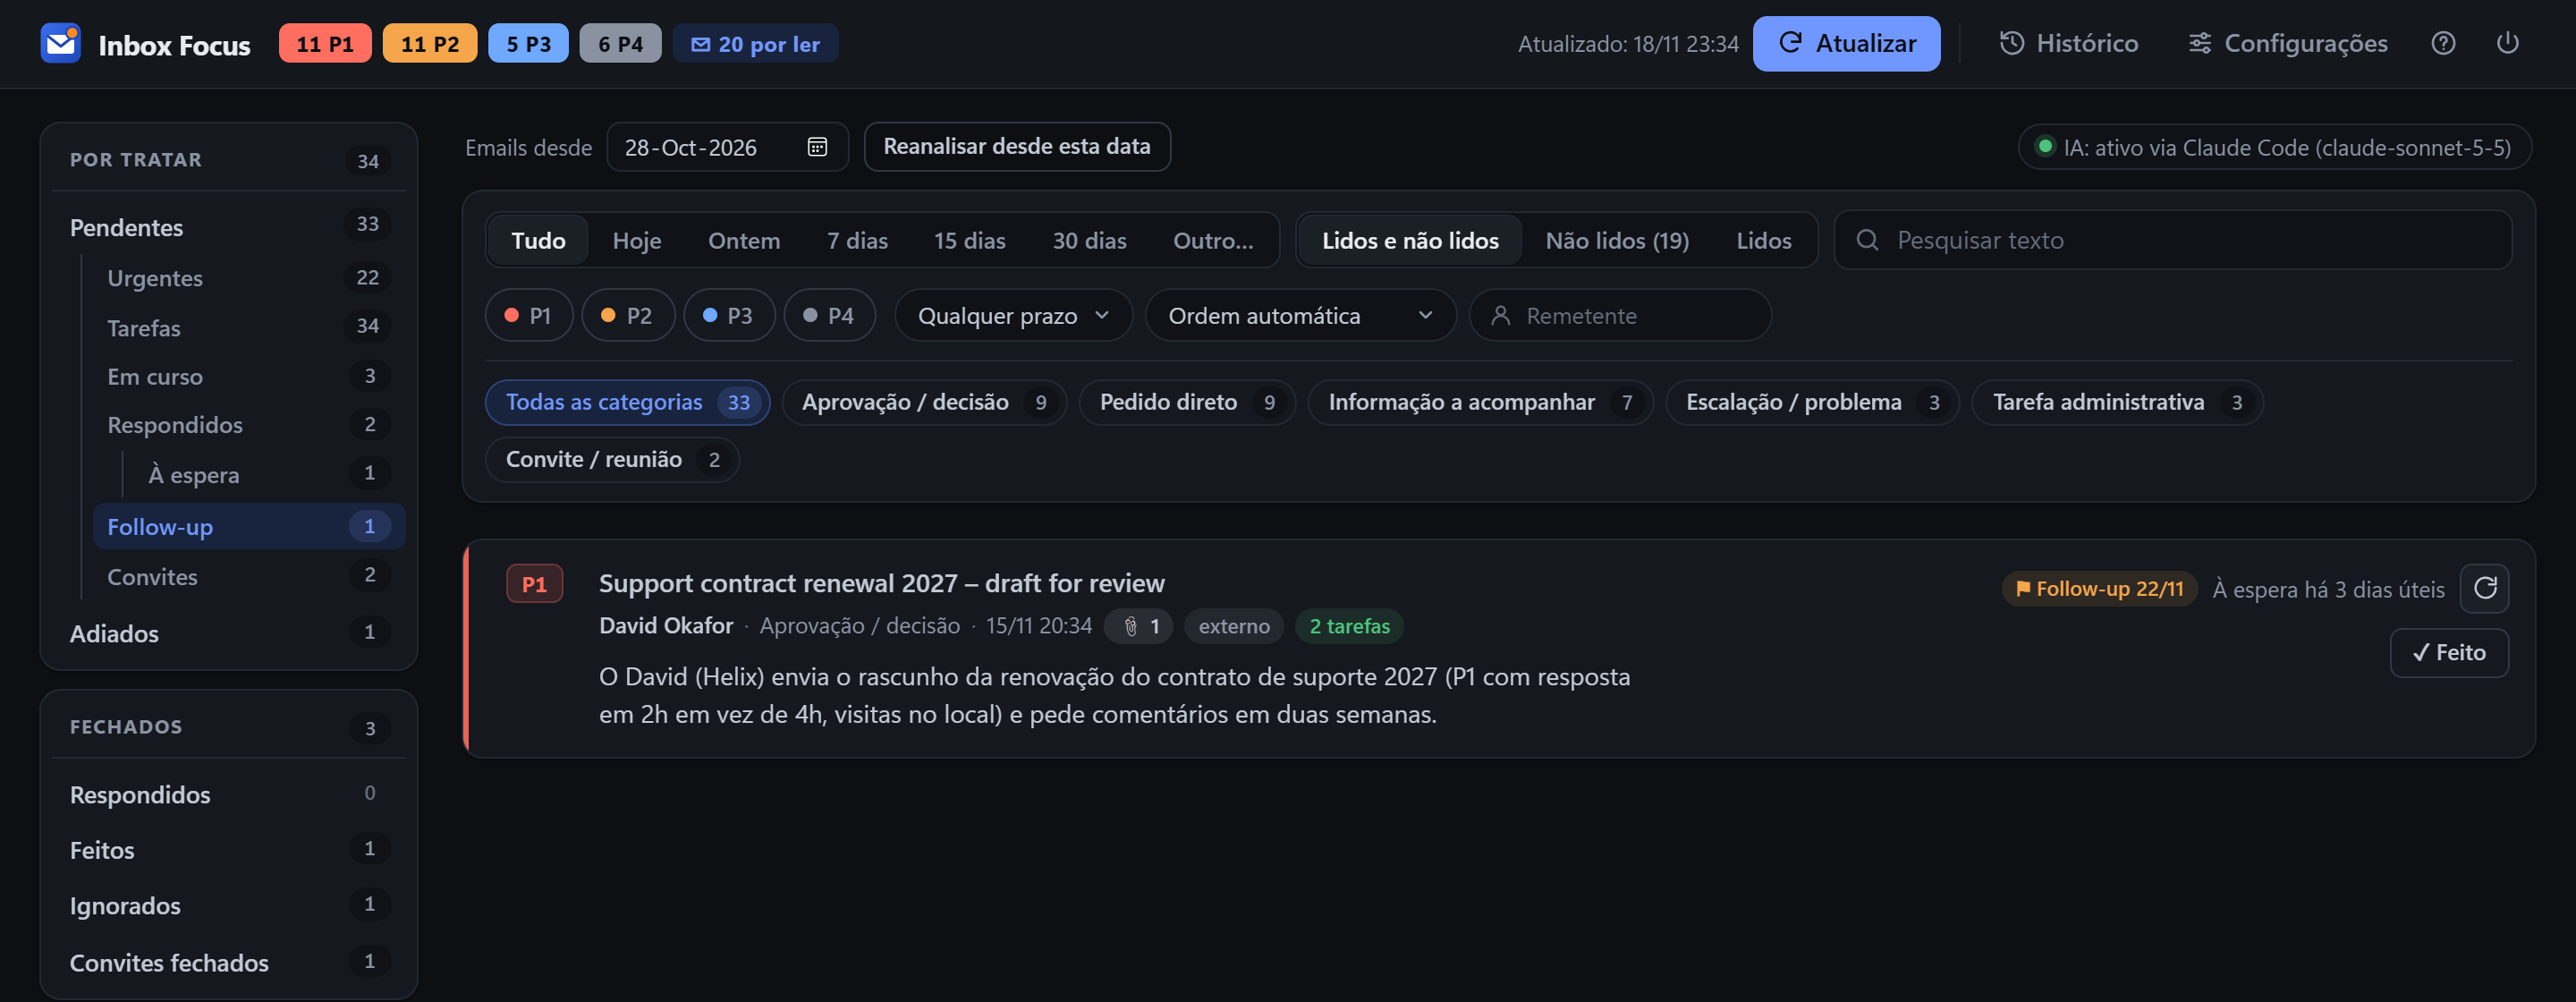 Inbox Focus 11 P1 11 P2 5 P3 6 P4 20 por ler Atualizado: 18/11 23:34 Atualizar Histórico Configurações
POR TRATAR 34
Pendentes 33
Urgentes 22
Tarefas 34
Em curso 3
Respondidos 2
À espera 1
Follow-up 1
Convites 2
Adiados 1
FECHADOS 3
Respondidos 0
Feitos 1
Ignorados 1
Convites fechados 1
Emails desde 28-Oct-2026 Reanalisar desde esta data IA: ativo via Claude Code (claude-sonnet-5-5)
Tudo Hoje Ontem 7 dias 15 dias 30 dias Outro... Lidos e não lidos Não lidos (19) Lidos Pesquisar texto
P1 P2 P3 P4 Qualquer prazo Ordem automática Remetente
Todas as categorias 33 Aprovação / decisão 9 Pedido direto 9 Informação a acompanhar 7 Escalação / problema 3 Tarefa administrativa 3
Convite / reunião 2
P1 Support contract renewal 2027 – draft for review Follow-up 22/11 À espera há 3 dias úteis
David Okafor · Aprovação / decisão · 15/11 20:34 1 externo 2 tarefas
✓ Feito
O David (Helix) envia o rascunho da renovação do contrato de suporte 2027 (P1 com resposta
em 2h em vez de 4h, visitas no local) e pede comentários em duas semanas.